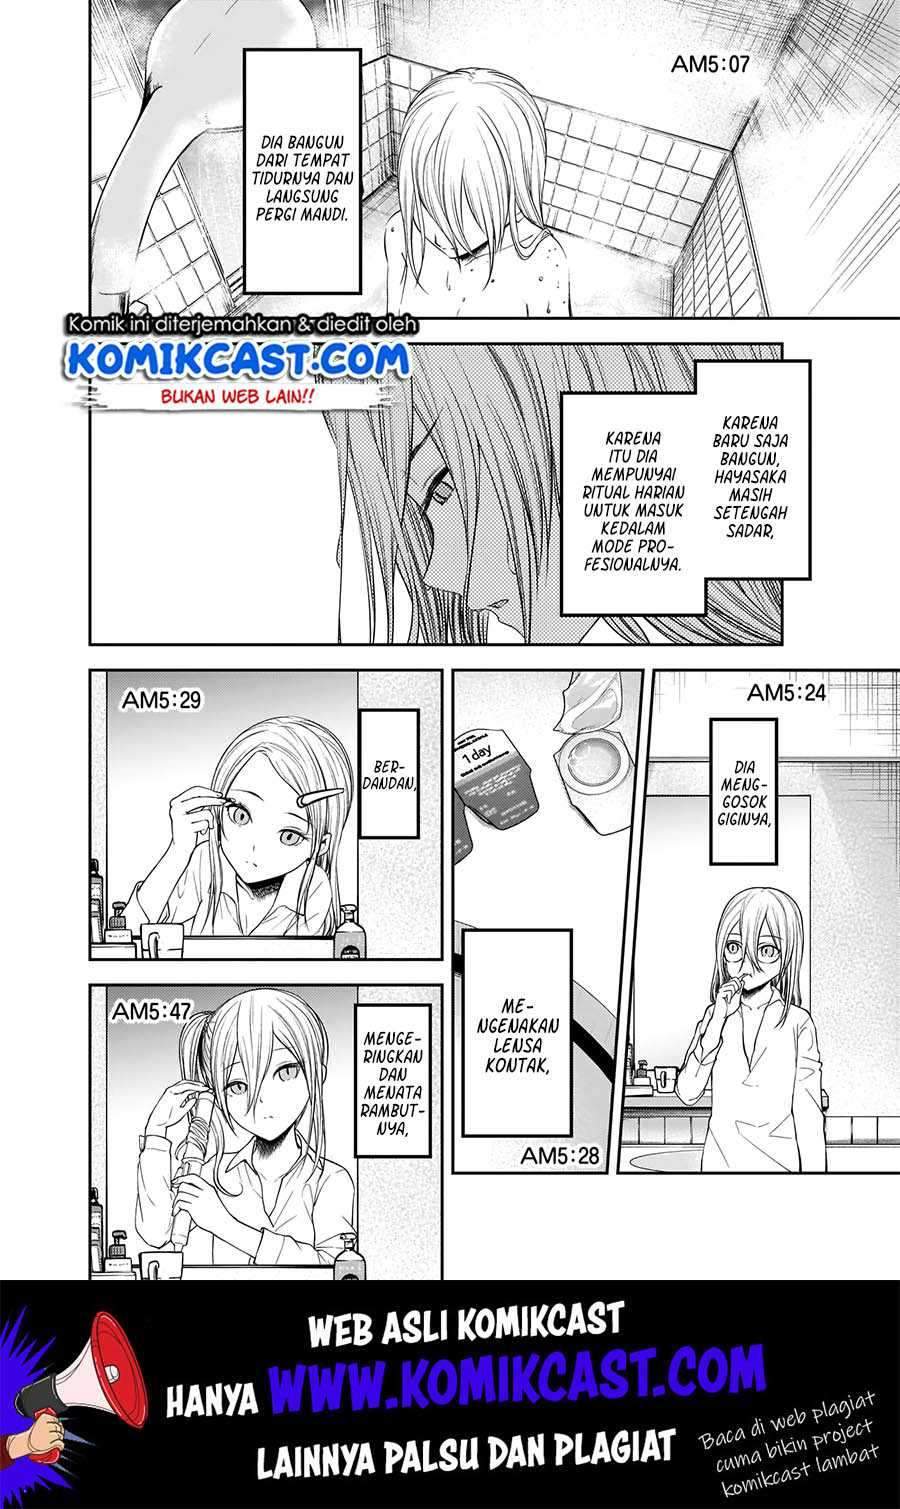 AM5:07
DIA BANGUN
DARI TEMPAT
TIDURNYA DAN
LANGSUNG
PERGI MANDI.
Komik ini diterjemahkan & diedit oleh
KOMIKCAST.COM
BUKAN WEB LAIN!!
KARENA
BARU SAJA
BANGUN,
HAYASAKA
MASIH
SETENGAH
SADAR,
KARENA
ITU DIA
MEMPUNYAI
RITUAL HARIAN
UNTUK MASUK
KEDALAM
MODE PRO-
FESIONALNYA.
AM5:24
DIA
MENG-
GOSOK
GIGINYA,
1 day
ME-
NGENAKAN
LENSA
KONTAK,
AM5:28
AM5:29
BER-
DANDAN,
AM5:47
MENGE-
RINGKAN
DAN
MENATA
RAMBUT-
NYA,
WEB ASLI KOMIKCAST
HANYA WWW.KOMIKCAST.COM
LAINNYA PALSU DAN PLAGIAT
Baca di web plagiat
cuma bikin project
komikcast lambat